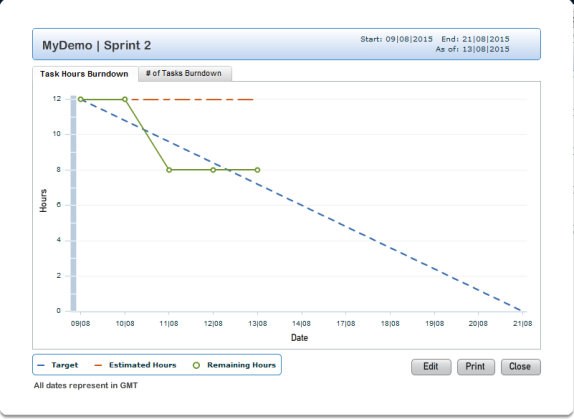 MyDemo | Sprint 2
Start: 09|08|2015 End: 21|08|2015
As of: 13|08|2015
Task Hours Burndown
# of Tasks Burndown
12
10
8
6
4
2
0
Hours
09|08 10|08 11|08 12|08 13|08 14|08 17|08 18|08 19|08 20|08 21|08
Date
Target Estimated Hours Remaining Hours
Edit Print Close
All dates represent in GMT